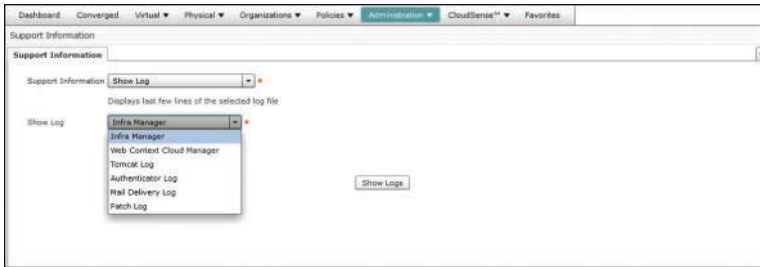 Dashboard Converged Virtual ▼ Physical ▼ Organizations ▼ Policies ▼ Administration ▼ CloudSense™ ▼ Favorites
Support Information
Support Information
Support Information Show Log *
Displays last few lines of the selected log file
Show Log Infra Manager *
Infra Manager
Web Context Cloud Manager
Tomcat Log
Authenticator Log
Mail Delivery Log
Patch Log
Show Logs